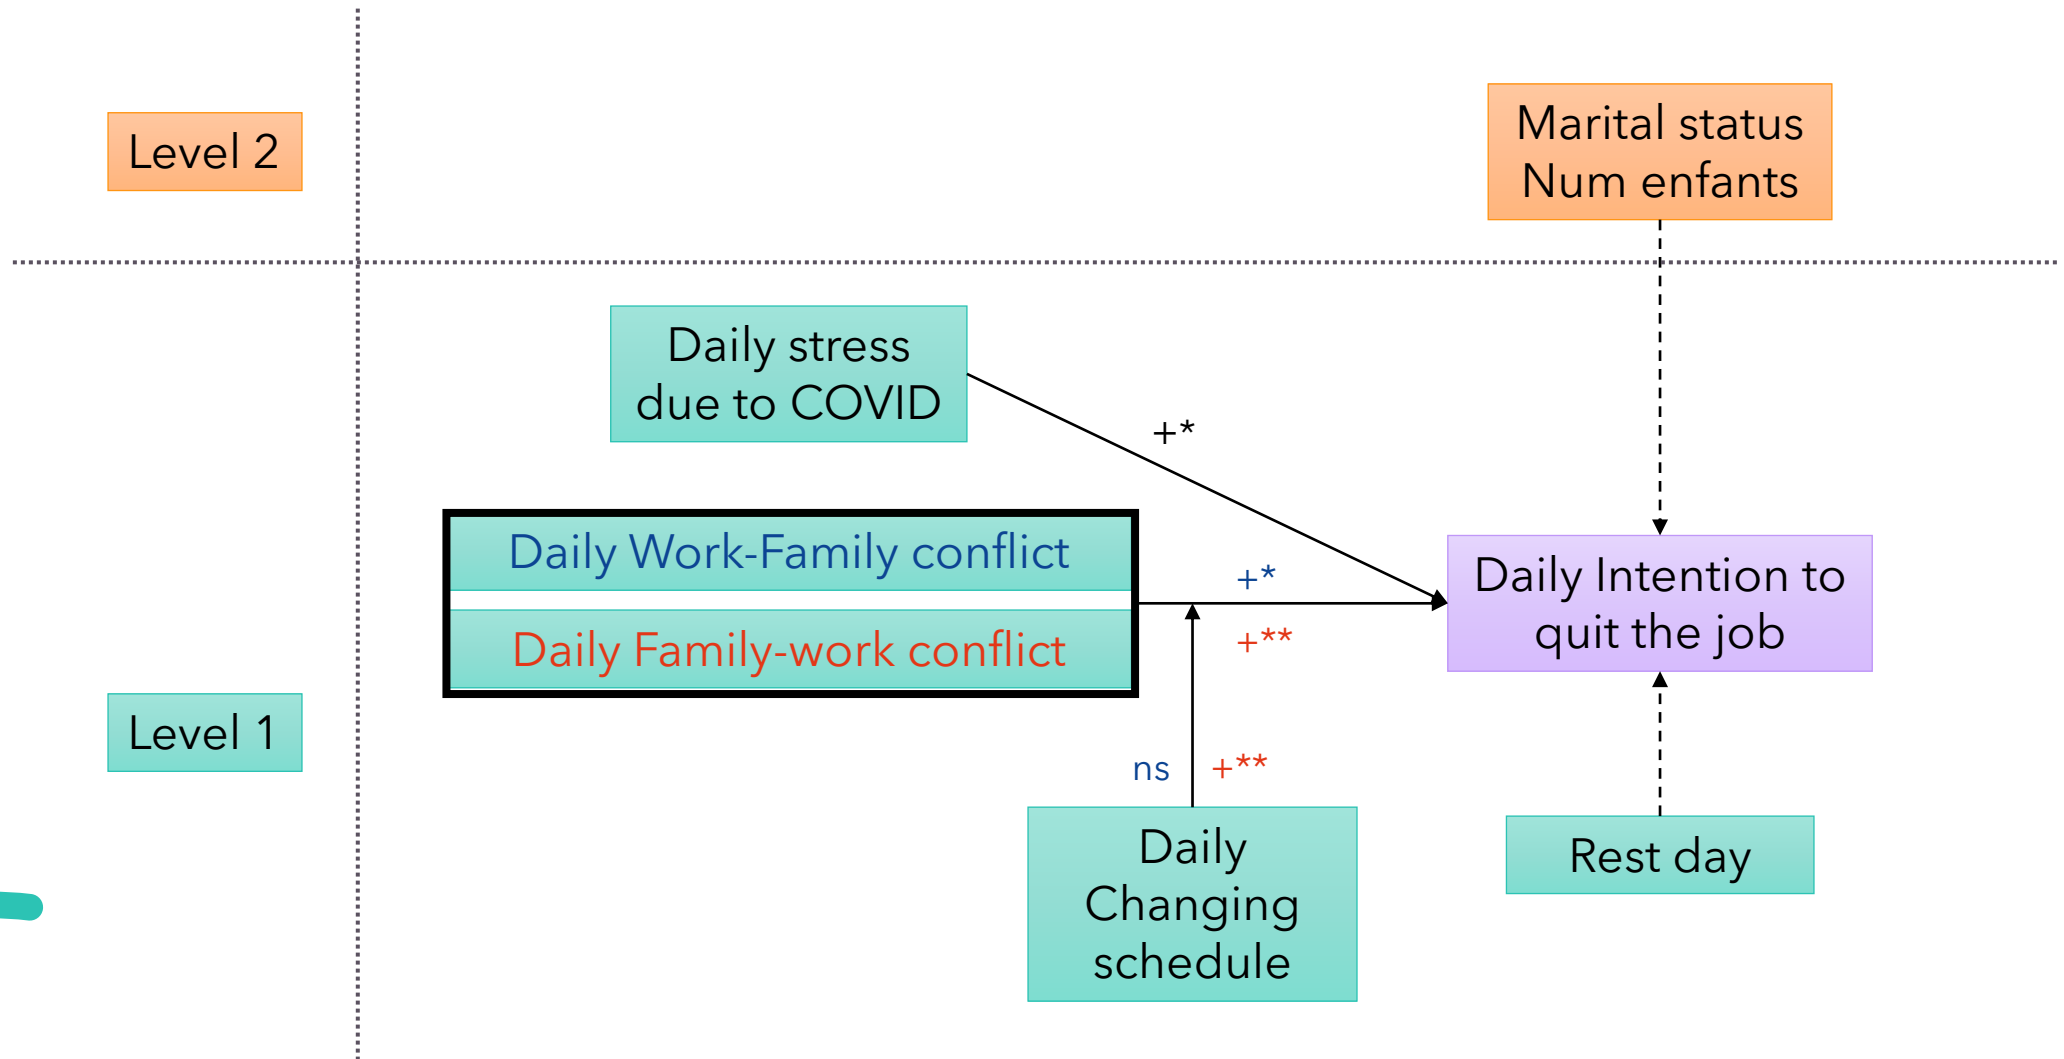 Level 2
Marital status
Num enfants
Daily stress
due to COVID
+*
Daily Work-Family conflict
Daily Family-work conflict
+*
+**
Daily Intention to
quit the job
Level 1
ns
+**
Daily
Changing
schedule
Rest day